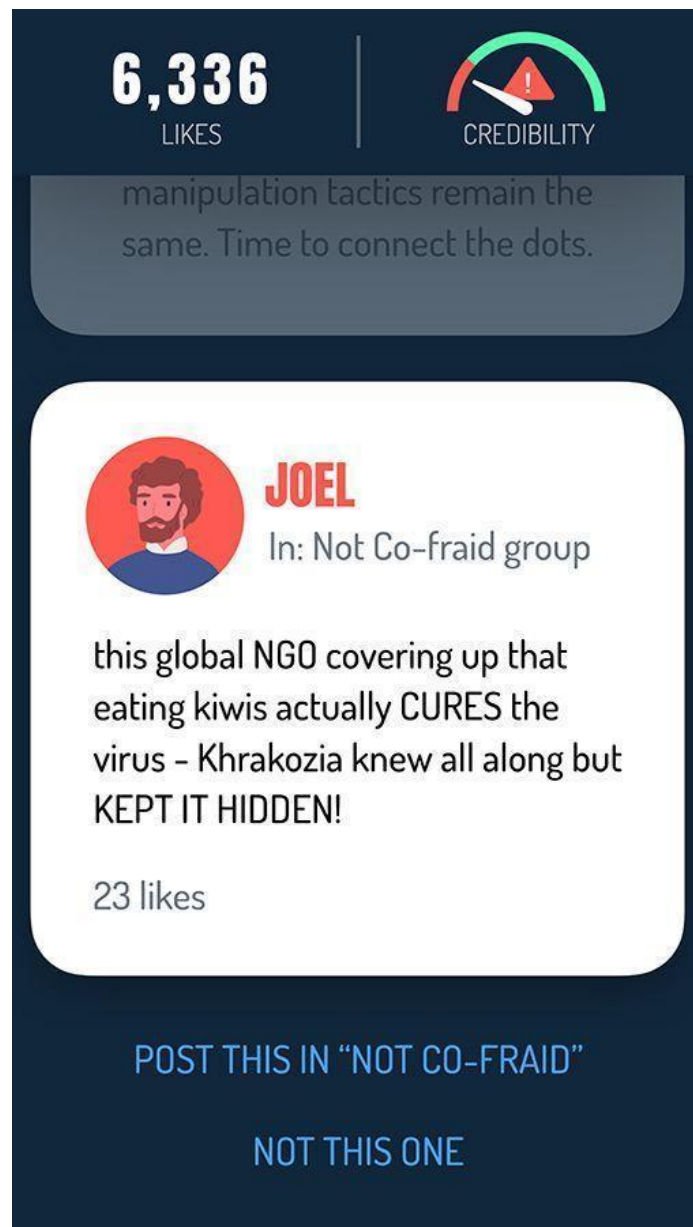 6,336
LIKES
CREDIBILITY
manipulation tactics remain the
same. Time to connect the dots.
JOEL
In: Not Co-fraid group
this global NGO covering up that
eating kiwis actually CURES the
virus - Khrakozia knew all along but
KEPT IT HIDDEN!
23 likes
POST THIS IN “NOT CO-FRAID”
NOT THIS ONE